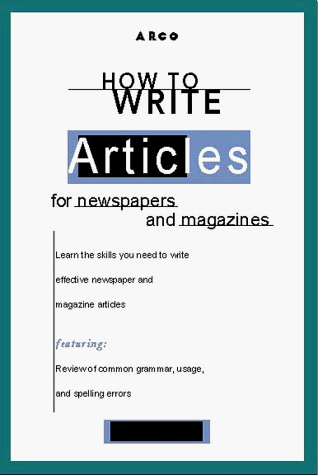 ARCO
HOW TO
WRITE
Articles
for newspapers
and magazines
Learn the skills you need to write
effective newspaper and
magazine articles
featuring:
Review of common grammar, usage,
and spelling errors